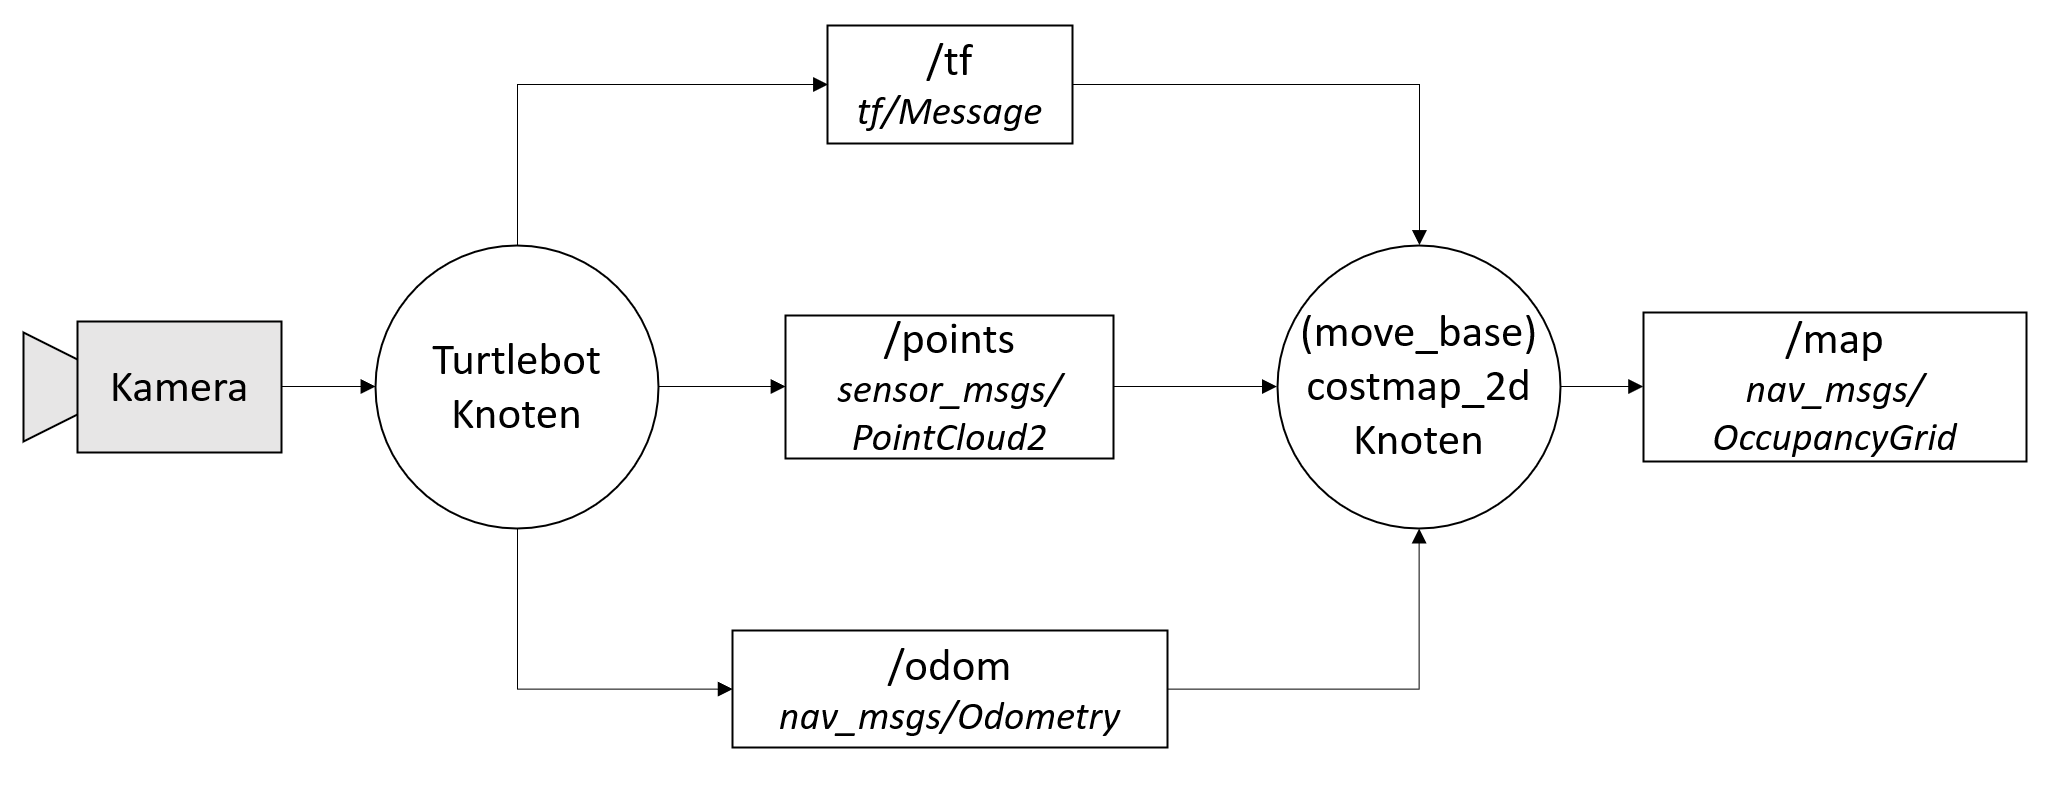 /tf
tf/Message
Kamera
Turtlebot
Knoten
/points
sensor_msgs/
PointCloud2
(move_base)
costmap_2d
Knoten
/map
nav_msgs/
OccupancyGrid
/odom
nav_msgs/Odometry